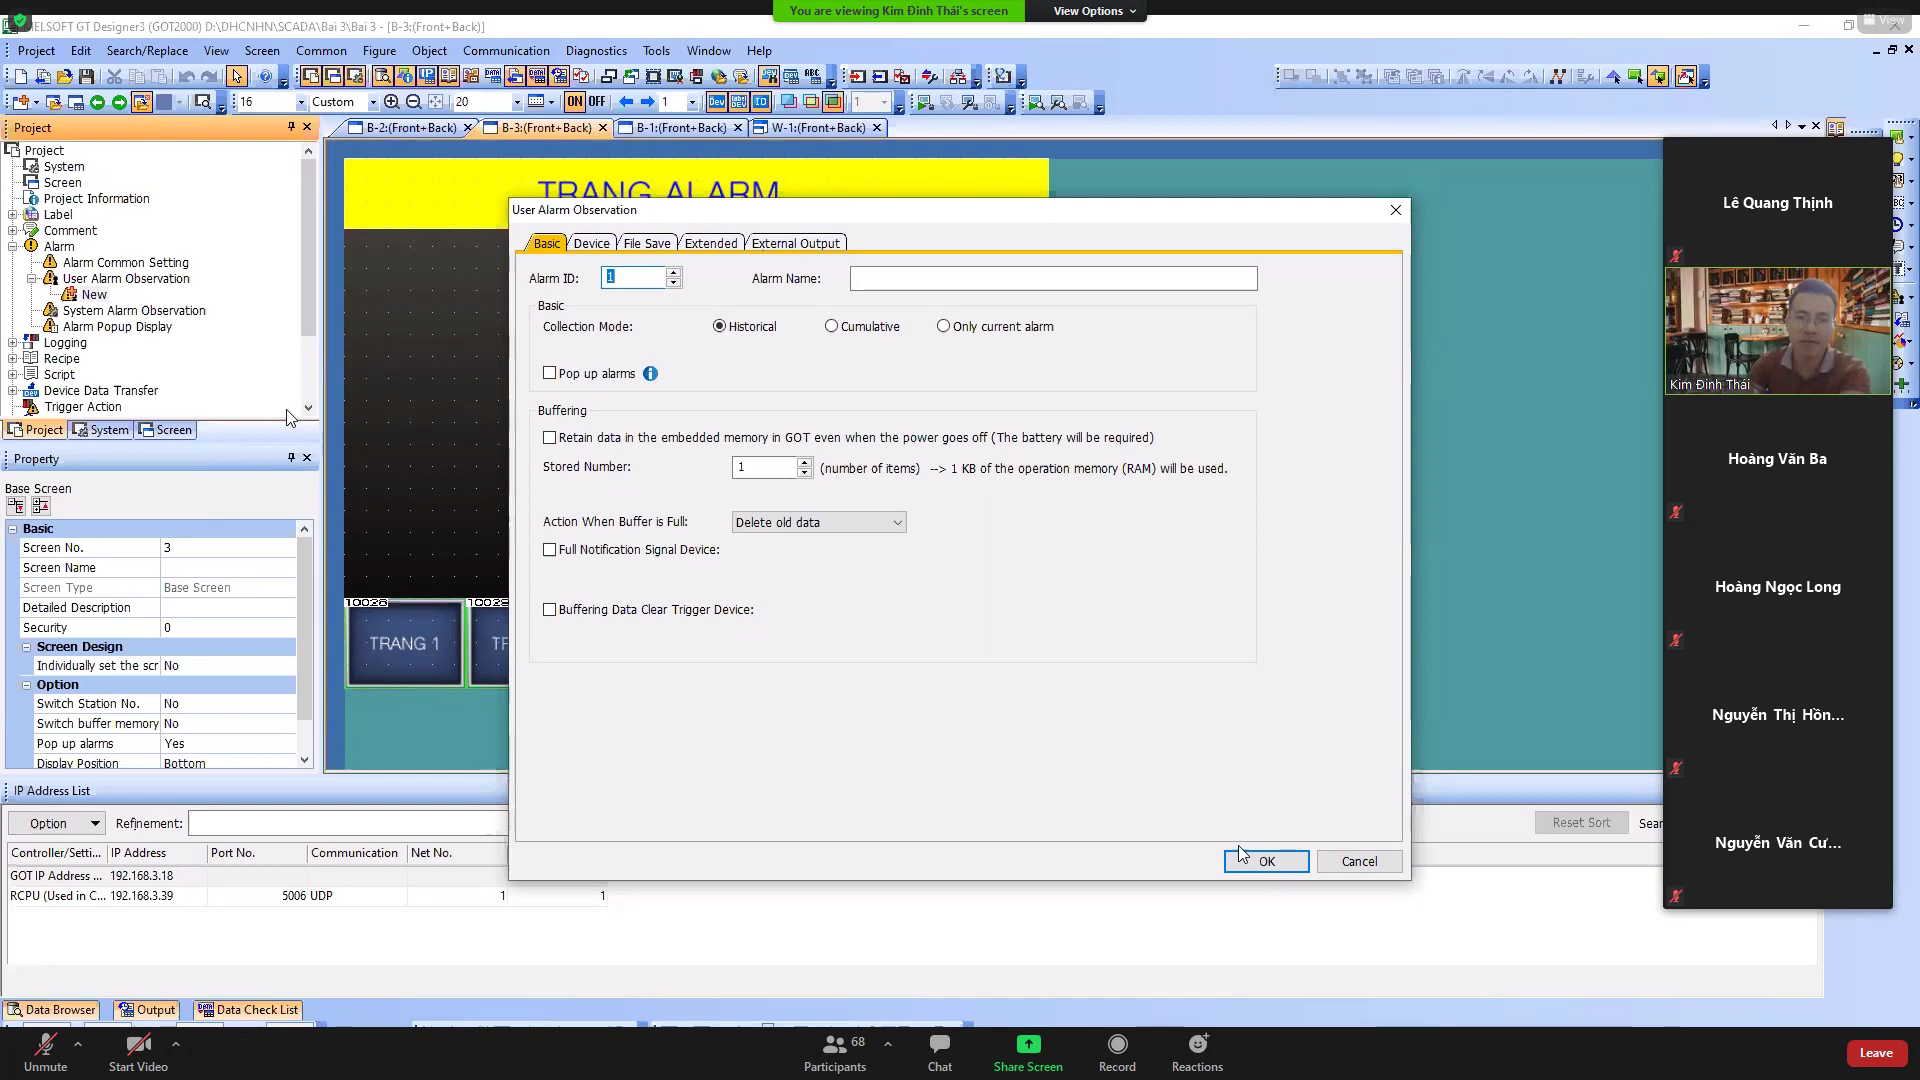 You are viewing Kim Đình Thái's screen
View Options
View
MELSOFT GT Designer3 (GOT2000) D:\DHCNHN\SCADA\Bai 3\Bai 3 - [B-3:(Front+Back)]
Project Edit Search/Replace View Screen Common Figure Object Communication Diagnostics Tools Window Help
16 Custom 20 ON OFF 1 Dev ID 1
Project
B-2:(Front+Back)
B-3:(Front+Back)
B-1:(Front+Back)
W-1:(Front+Back)
Project
System
Screen
Project Information
Label
Comment
Alarm
Alarm Common Setting
User Alarm Observation
New
System Alarm Observation
Alarm Popup Display
Logging
Recipe
Script
Device Data Transfer
Trigger Action
Project System Screen
Property
Base Screen
Basic
Screen No. 3
Screen Name
Screen Type Base Screen
Detailed Description
Security 0
Screen Design
Individually set the scr No
Option
Switch Station No. No
Switch buffer memory No
Pop up alarms Yes
Display Position Bottom
TRANG ALARM
10028
10029
TRANG 1
User Alarm Observation
Basic Device File Save Extended External Output
Alarm ID: 1 Alarm Name:
Basic
Collection Mode: Historical Cumulative Only current alarm
Pop up alarms
Buffering
Retain data in the embedded memory in GOT even when the power goes off (The battery will be required)
Stored Number: 1 (number of items) --> 1 KB of the operation memory (RAM) will be used.
Action When Buffer is Full: Delete old data
Full Notification Signal Device:
Buffering Data Clear Trigger Device:
OK Cancel
Lê Quang Thịnh
Kim Đình Thái
Hoàng Văn Ba
Hoàng Ngọc Long
Nguyễn Thị Hồn...
Nguyễn Văn Cư...
IP Address List
Option Refinement: Reset Sort Sear
Controller/Setti... IP Address Port No. Communication Net No.
GOT IP Address ... 192.168.3.18
RCPU (Used in C... 192.168.3.39 5006 UDP 1 1
Data Browser Output Data Check List
Unmute
Start Video
68
Participants
Chat
Share Screen
Record
Reactions
Leave